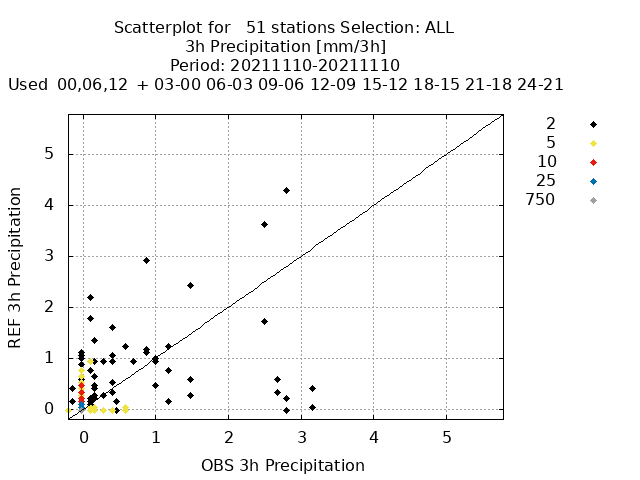 Scatterplot for   51 stations Selection: ALL
3h Precipitation [mm/3h]
Period: 20211110-20211110
Used  00,06,12  + 03-00 06-03 09-06 12-09 15-12 18-15 21-18 24-21
2
5
10
25
750
REF 3h Precipitation
5
4
3
2
1
0
0 1 2 3 4 5
OBS 3h Precipitation